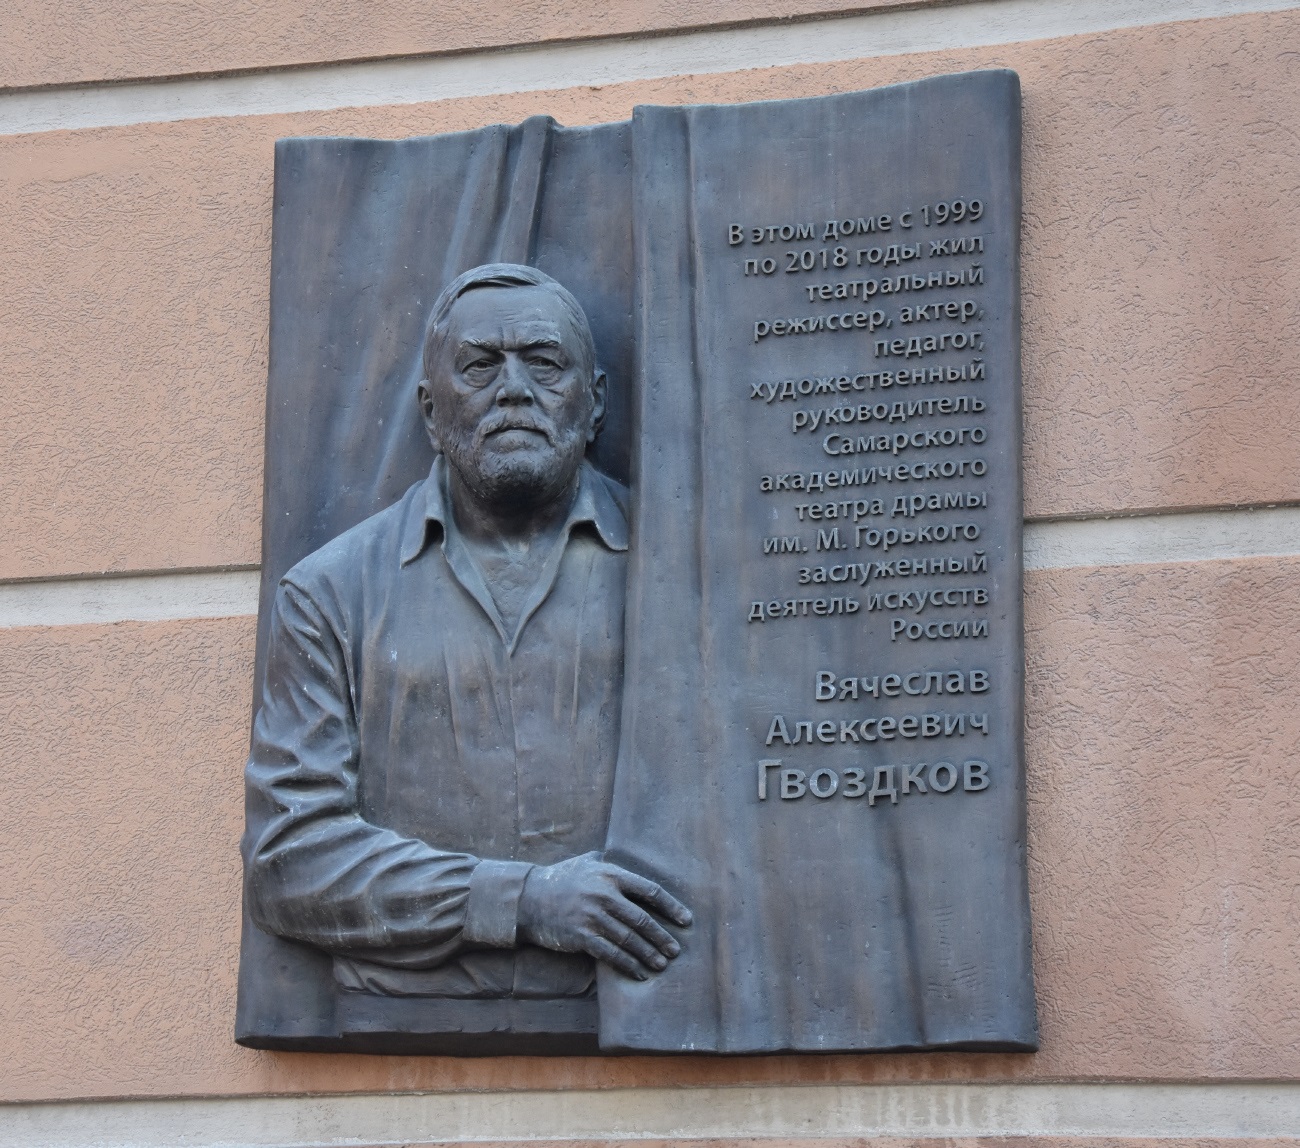 В этом доме с 1999
по 2018 годы жил
театральный
режиссер, актер,
педагог,
художественный
руководитель
Самарского
академического
театра драмы
им. М. Горького
заслуженный
деятель искусств
России
Вячеслав
Алексеевич
Гвоздков